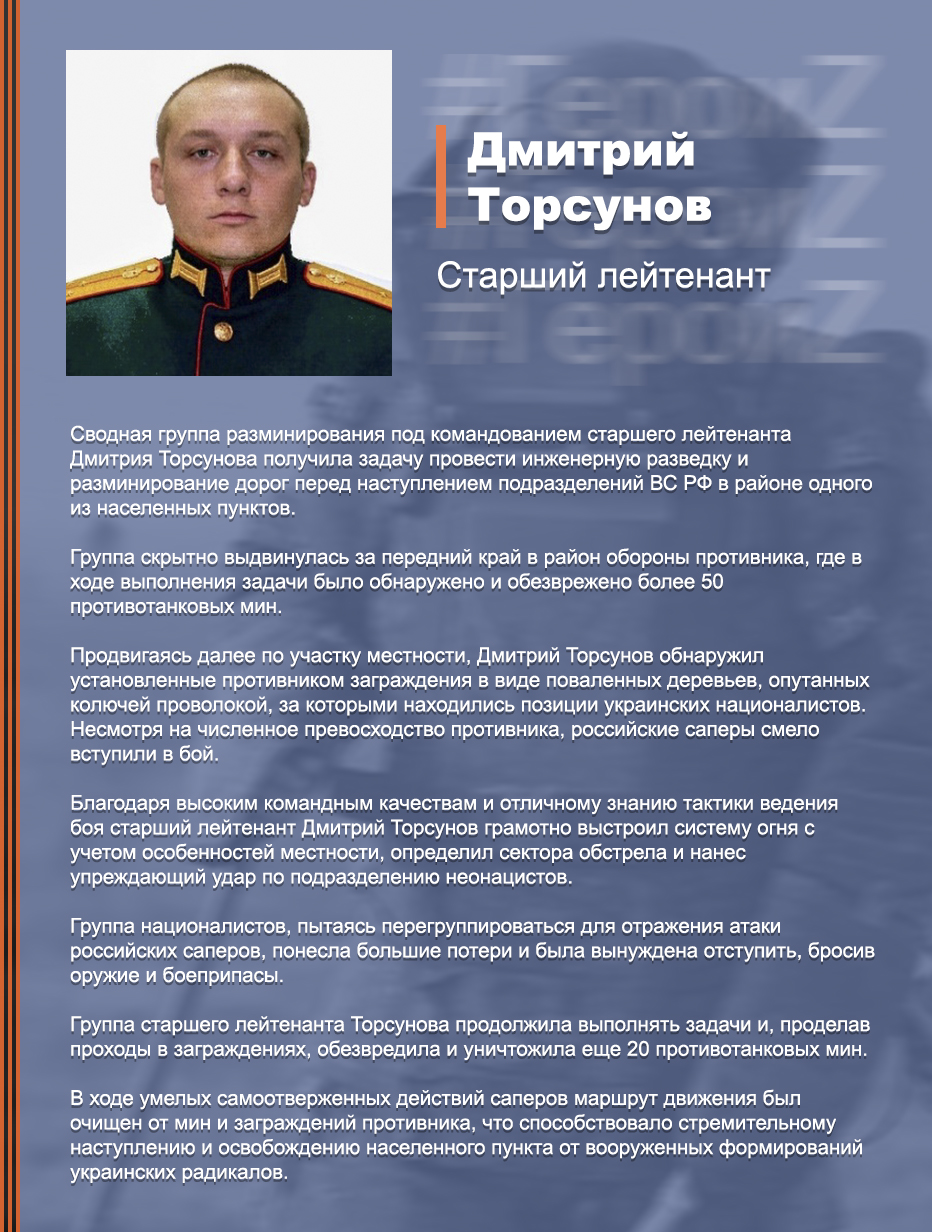 #ГероиZ
#ГероиZ
#ГероиZ
Дмитрий
Торсунов
Старший лейтенант
Сводная группа разминирования под командованием старшего лейтенанта
Дмитрия Торсунова получила задачу провести инженерную разведку и
разминирование дорог перед наступлением подразделений ВС РФ в районе одного
из населенных пунктов.
Группа скрытно выдвинулась за передний край в район обороны противника, где в
ходе выполнения задачи было обнаружено и обезврежено более 50
противотанковых мин.
Продвигаясь далее по участку местности, Дмитрий Торсунов обнаружил
установленные противником заграждения в виде поваленных деревьев, опутанных
колючей проволокой, за которыми находились позиции украинских националистов.
Несмотря на численное превосходство противника, российские саперы смело
вступили в бой.
Благодаря высоким командным качествам и отличному знанию тактики ведения
боя старший лейтенант Дмитрий Торсунов грамотно выстроил систему огня с
учетом особенностей местности, определил сектора обстрела и нанес
упреждающий удар по подразделению неонацистов.
Группа националистов, пытаясь перегруппироваться для отражения атаки
российских саперов, понесла большие потери и была вынуждена отступить, бросив
оружие и боеприпасы.
Группа старшего лейтенанта Торсунова продолжила выполнять задачи и, проделав
проходы в заграждениях, обезвредила и уничтожила еще 20 противотанковых мин.
В ходе умелых самоотверженных действий саперов маршрут движения был
очищен от мин и заграждений противника, что способствовало стремительному
наступлению и освобождению населенного пункта от вооруженных формирований
украинских радикалов.